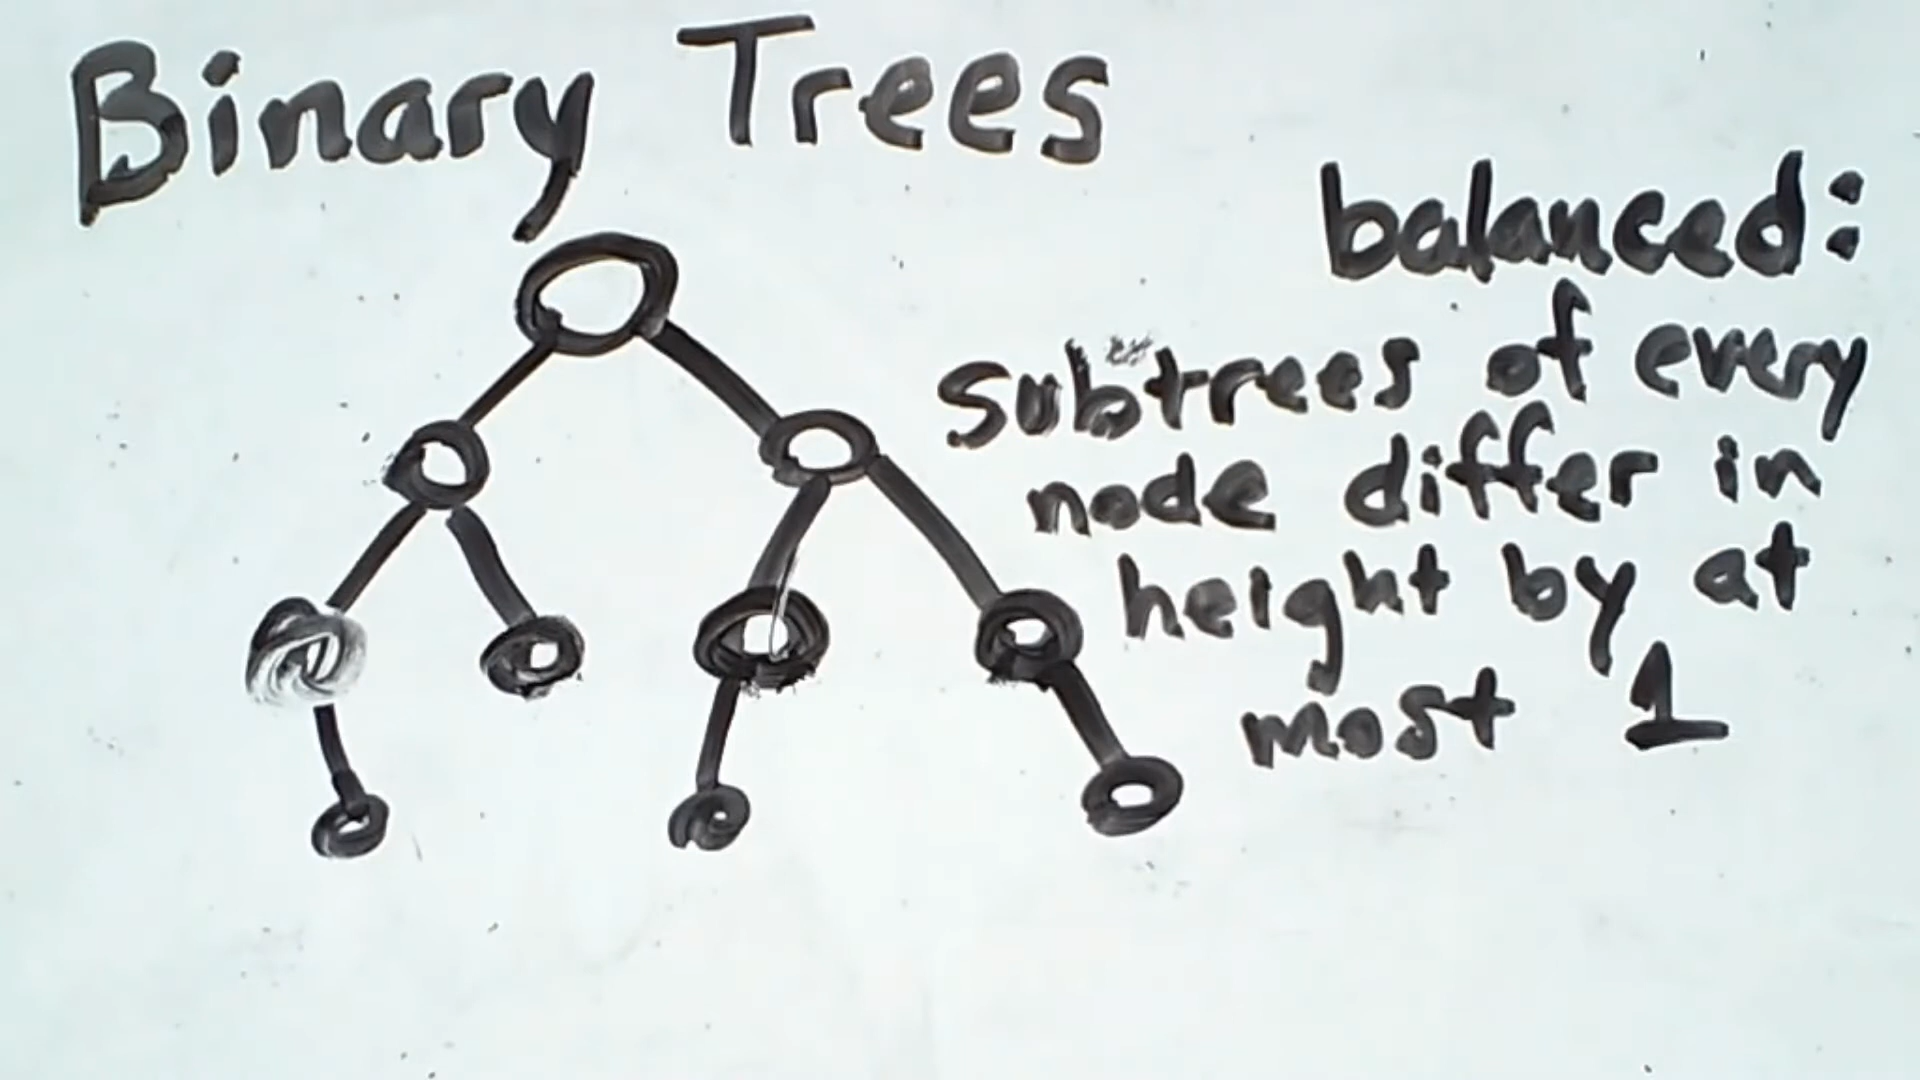 Binary Trees
balanced:
subtrees of every
node differ in
height by at
most 1